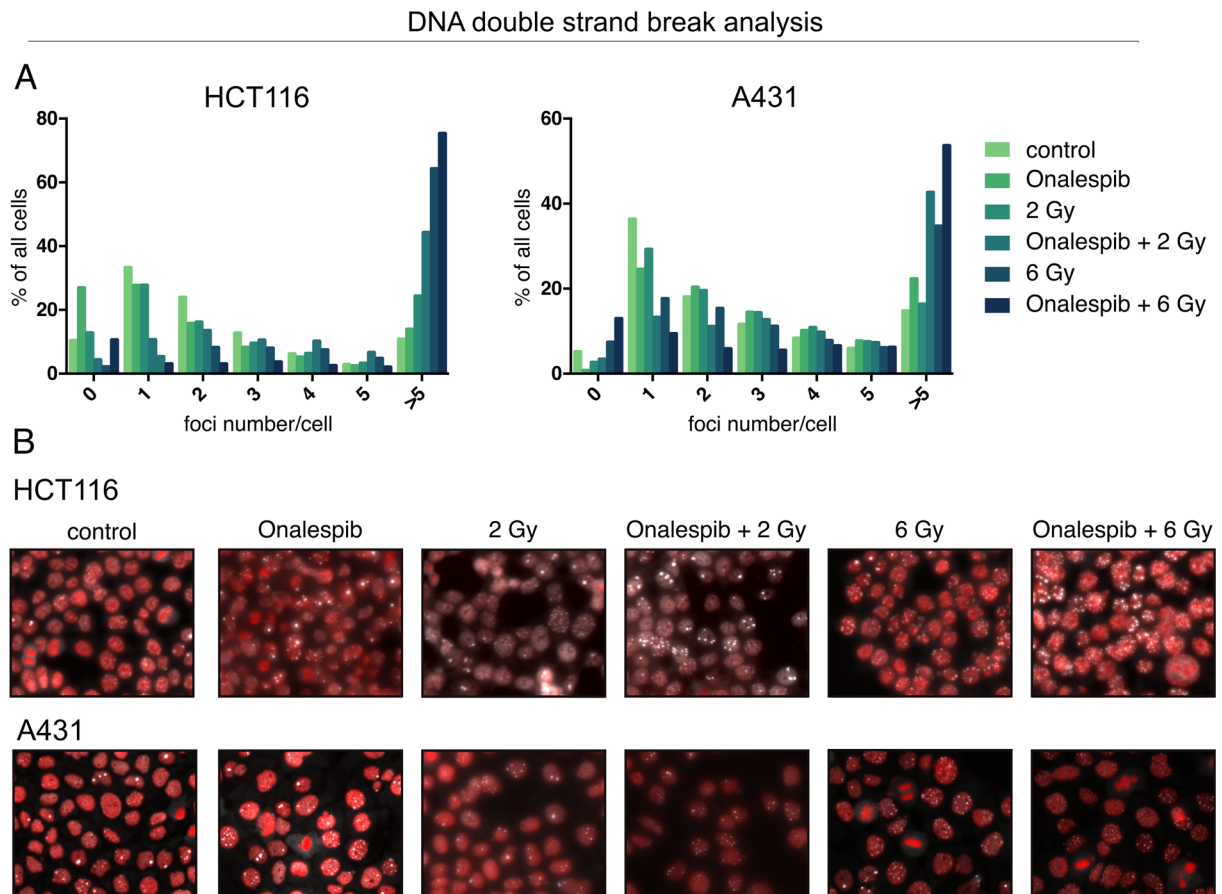 DNA double strand break analysis
A
HCT116
A431
80
60
40
20
0
% of all cells
0
1
2
3
4
5
>5
foci number/cell
60
40
20
0
% of all cells
0
1
2
3
4
5
>5
foci number/cell
control
Onalespib
2 Gy
Onalespib + 2 Gy
6 Gy
Onalespib + 6 Gy
B
HCT116
control
Onalespib
2 Gy
Onalespib + 2 Gy
6 Gy
Onalespib + 6 Gy
A431